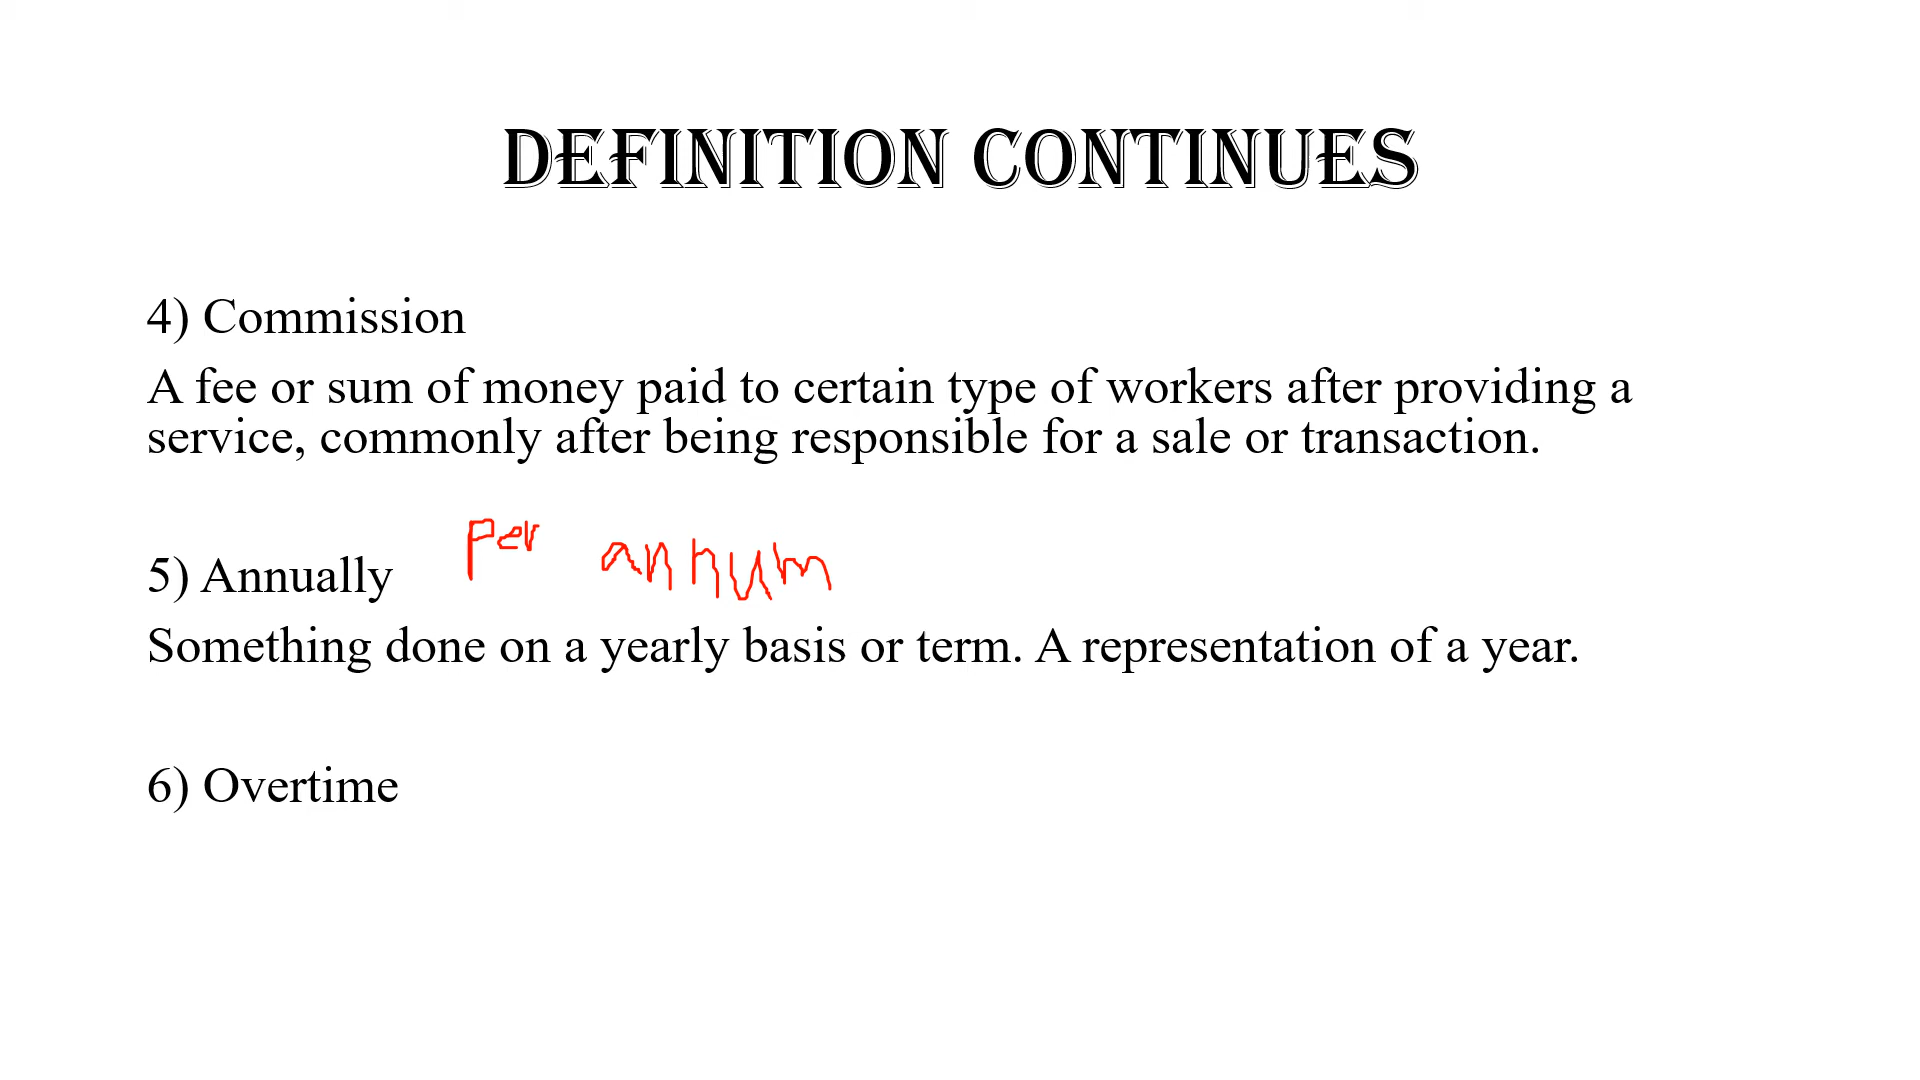 DEFINITION CONTINUES
4) Commission
A fee or sum of money paid to certain type of workers after providing a
service, commonly after being responsible for a sale or transaction.
5) Annually Per annum
Something done on a yearly basis or term. A representation of a year.
6) Overtime